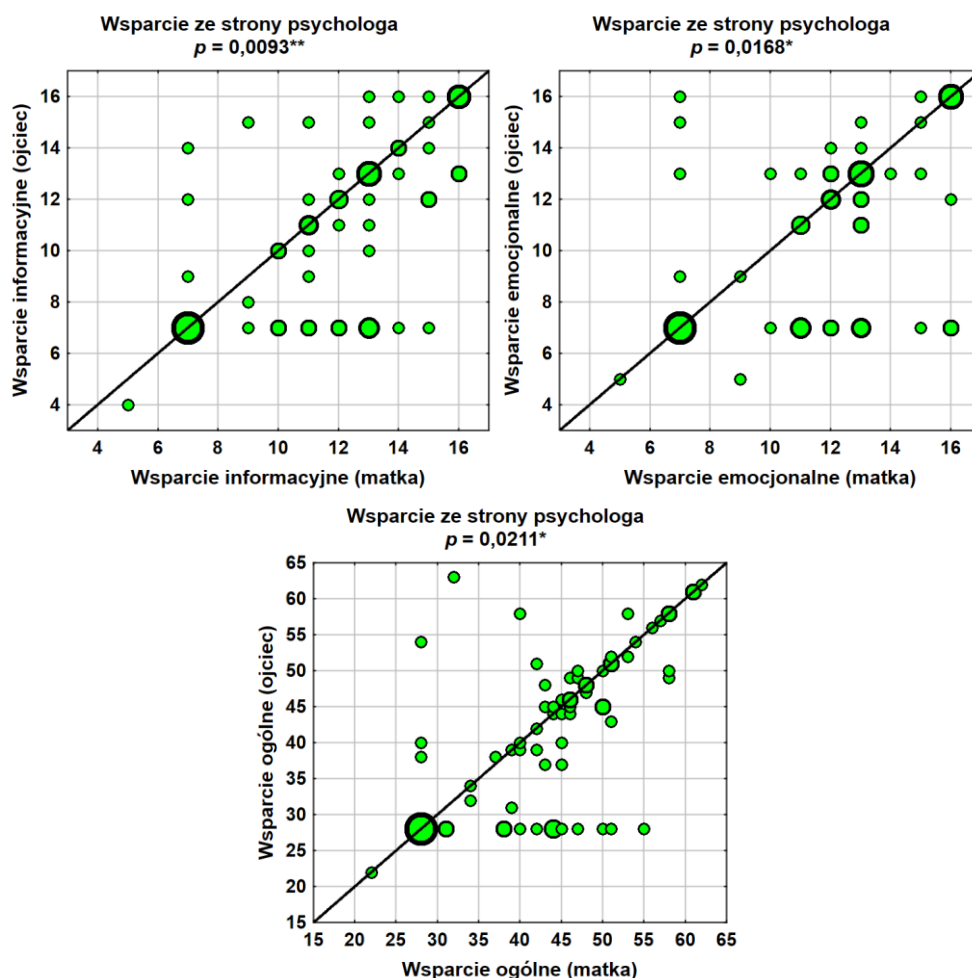 Wsparcie ze strony psychologa
p = 0,0093**
Wsparcie informacyjne (ojciec)
16
14
12
10
8
6
4
4 6 8 10 12 14 16
Wsparcie informacyjne (matka)
Wsparcie ze strony psychologa
p = 0,0168*
Wsparcie emocjonalne (ojciec)
16
14
12
10
8
6
4
4 6 8 10 12 14 16
Wsparcie emocjonalne (matka)
Wsparcie ze strony psychologa
p = 0,0211*
Wsparcie ogólne (ojciec)
65
60
55
50
45
40
35
30
25
20
15
15 20 25 30 35 40 45 50 55 60 65
Wsparcie ogólne (matka)